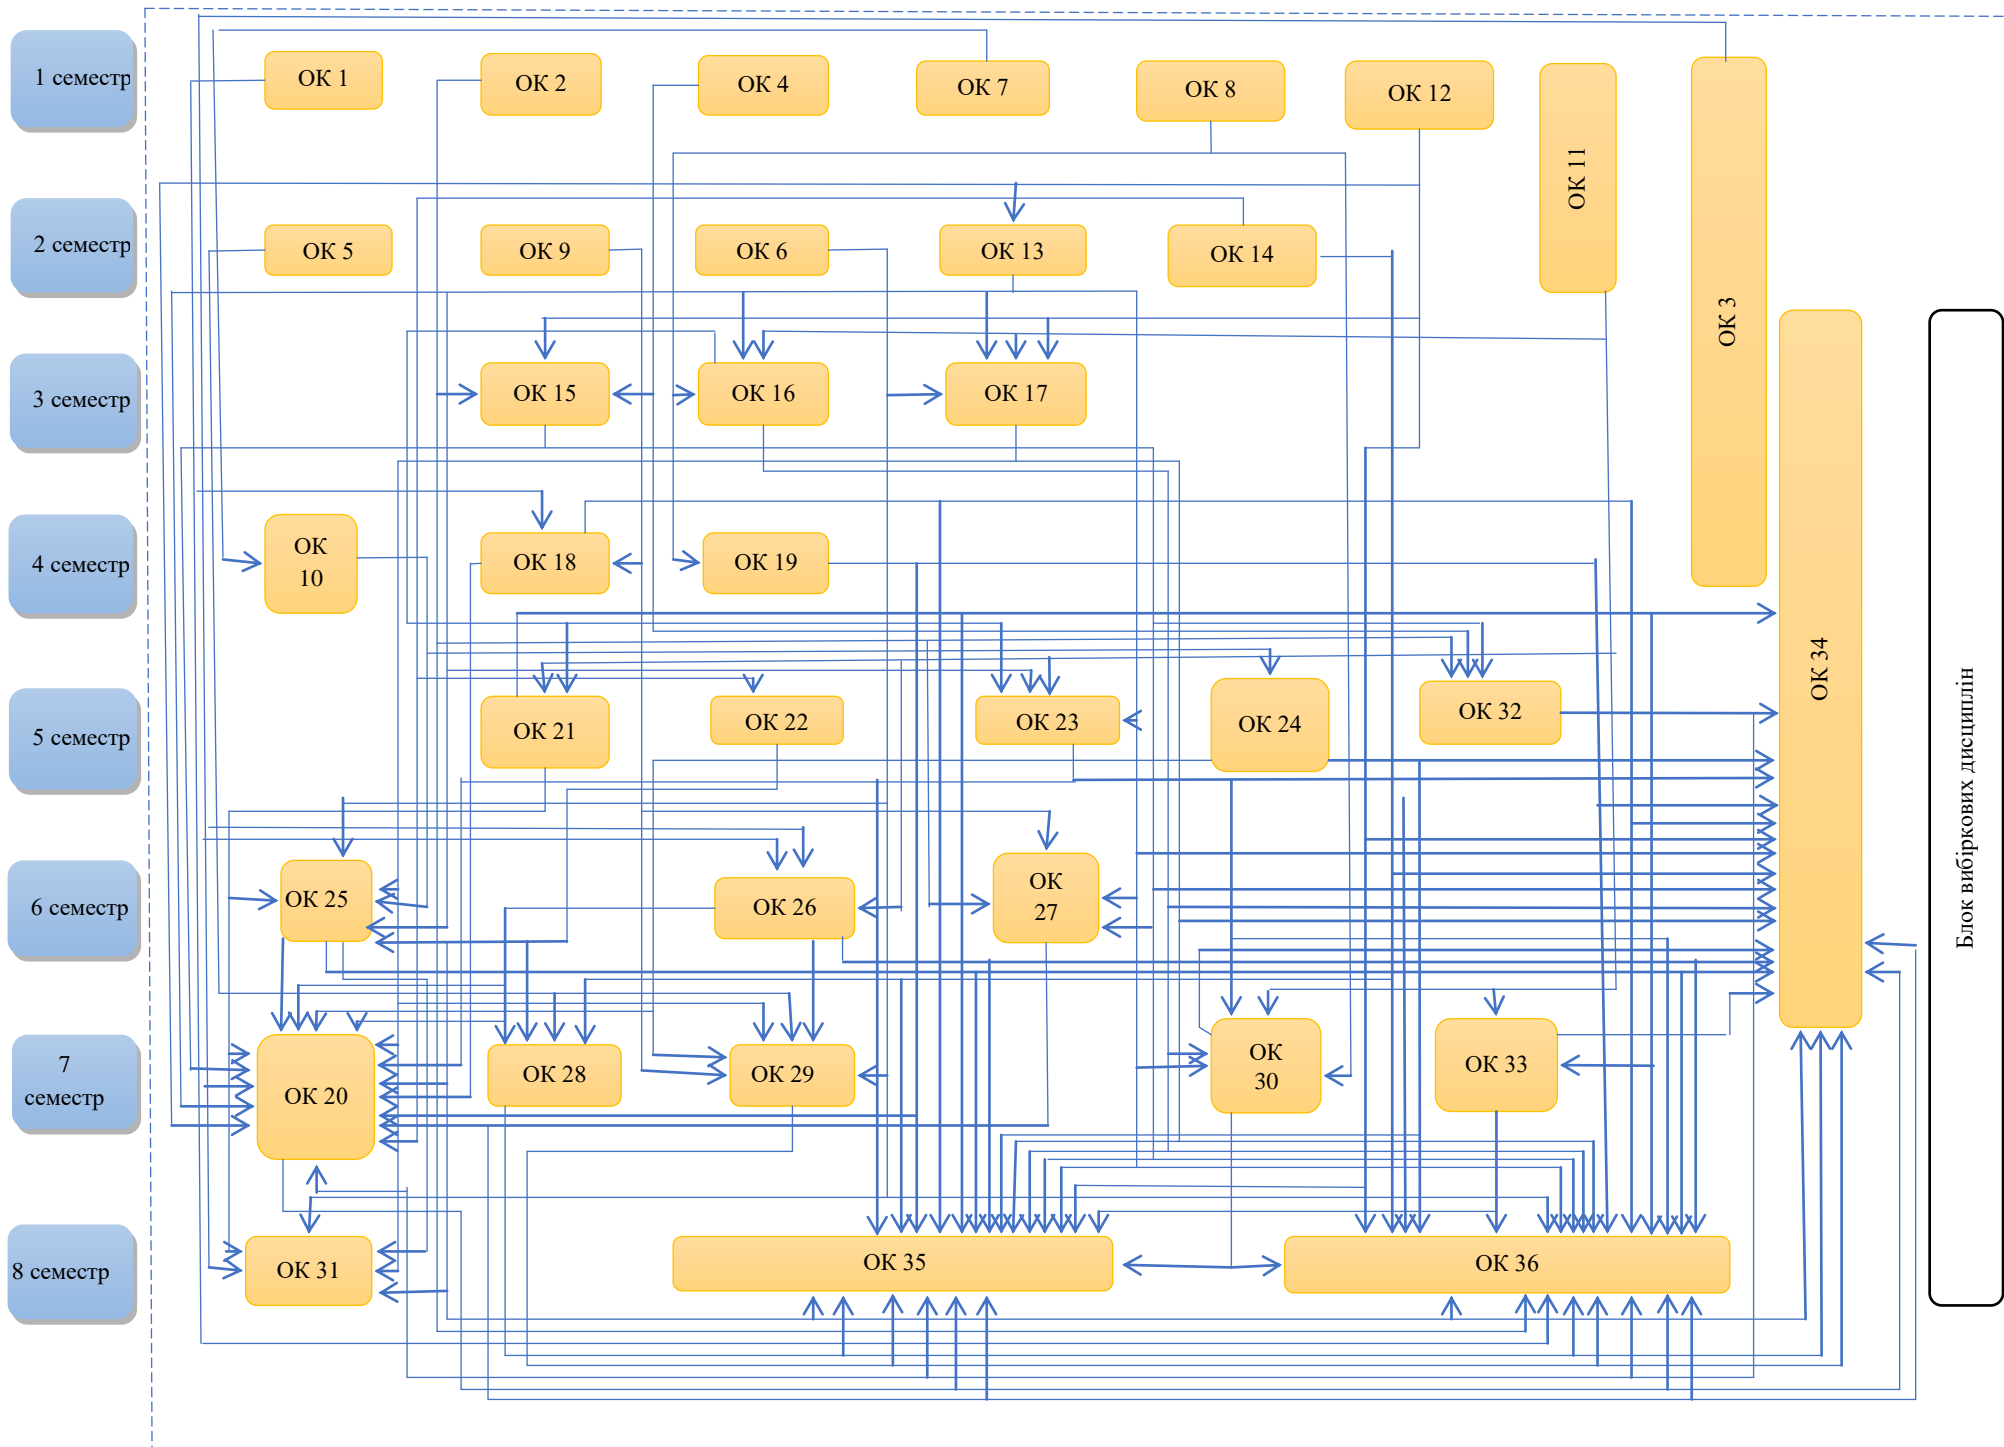 1 семестр
ОК 1
ОК 2
ОК 4
ОК 7
ОК 8
ОК 12
ОК 11
ОК 3
2 семестр
ОК 5
ОК 9
ОК 6
ОК 13
ОК 14
ОК 34
Блок вибіркових дисциплін
3 семестр
ОК 15
ОК 16
ОК 17
4 семестр
ОК
10
ОК 18
ОК 19
5 семестр
ОК 21
ОК 22
ОК 23
ОК 24
ОК 32
6 семестр
ОК 25
ОК 26
ОК
27
7
семестр
ОК 20
ОК 28
ОК 29
ОК
30
ОК 33
8 семестр
ОК 31
ОК 35
ОК 36